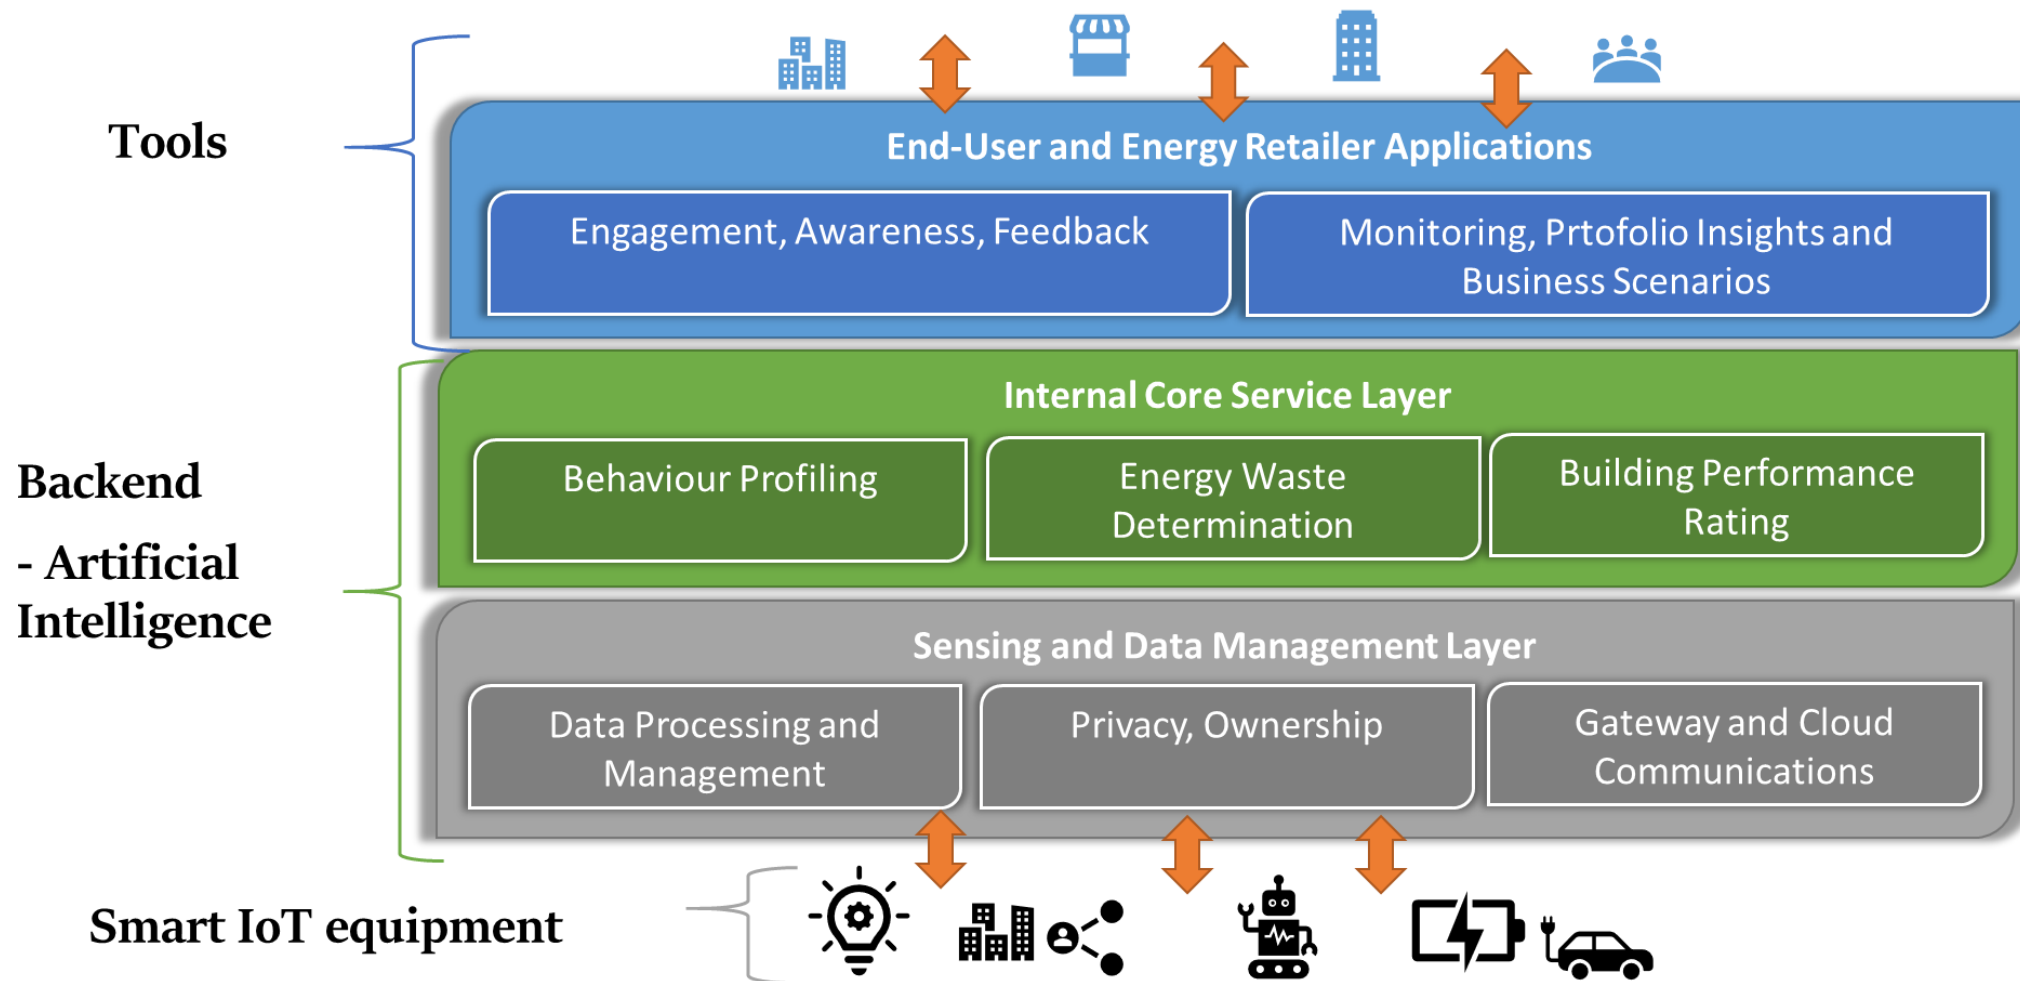 Tools
End-User and Energy Retailer Applications
Engagement, Awareness, Feedback
Monitoring, Prtofolio Insights and
Business Scenarios
Backend
- Artificial
Intelligence
Internal Core Service Layer
Behaviour Profiling
Energy Waste
Determination
Building Performance
Rating
Sensing and Data Management Layer
Data Processing and
Management
Privacy, Ownership
Gateway and Cloud
Communications
Smart IoT equipment